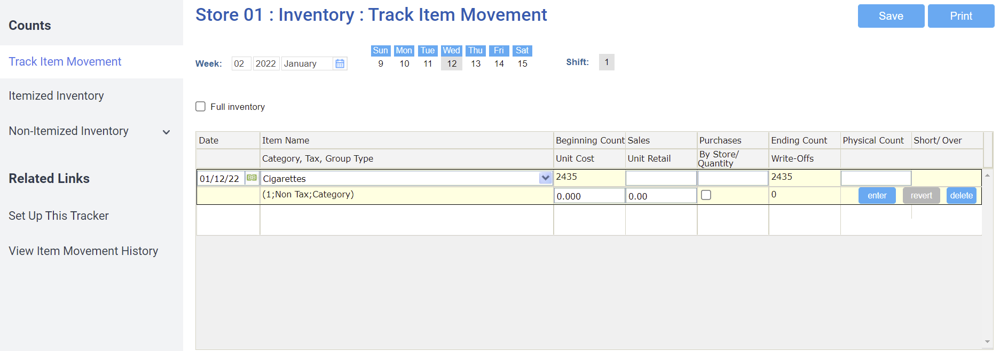 Counts
Track Item Movement
Itemized Inventory
Non-Itemized Inventory
Related Links
Set Up This Tracker
View Item Movement History
Store 01 : Inventory : Track Item Movement
Save Print
Sun Mon Tue Wed Thu Fri Sat
Week: 02 2022 January 9 10 11 12 13 14 15 Shift: 1
Full inventory
Date Item Name Beginning Count Sales Purchases Ending Count Physical Count Short/ Over
Category, Tax, Group Type Unit Cost Unit Retail By Store/ Write-Offs
Quantity
01/12/22 Cigarettes 2435 2435
(1;Non Tax;Category) 0.000 0.00 0 enter revert delete